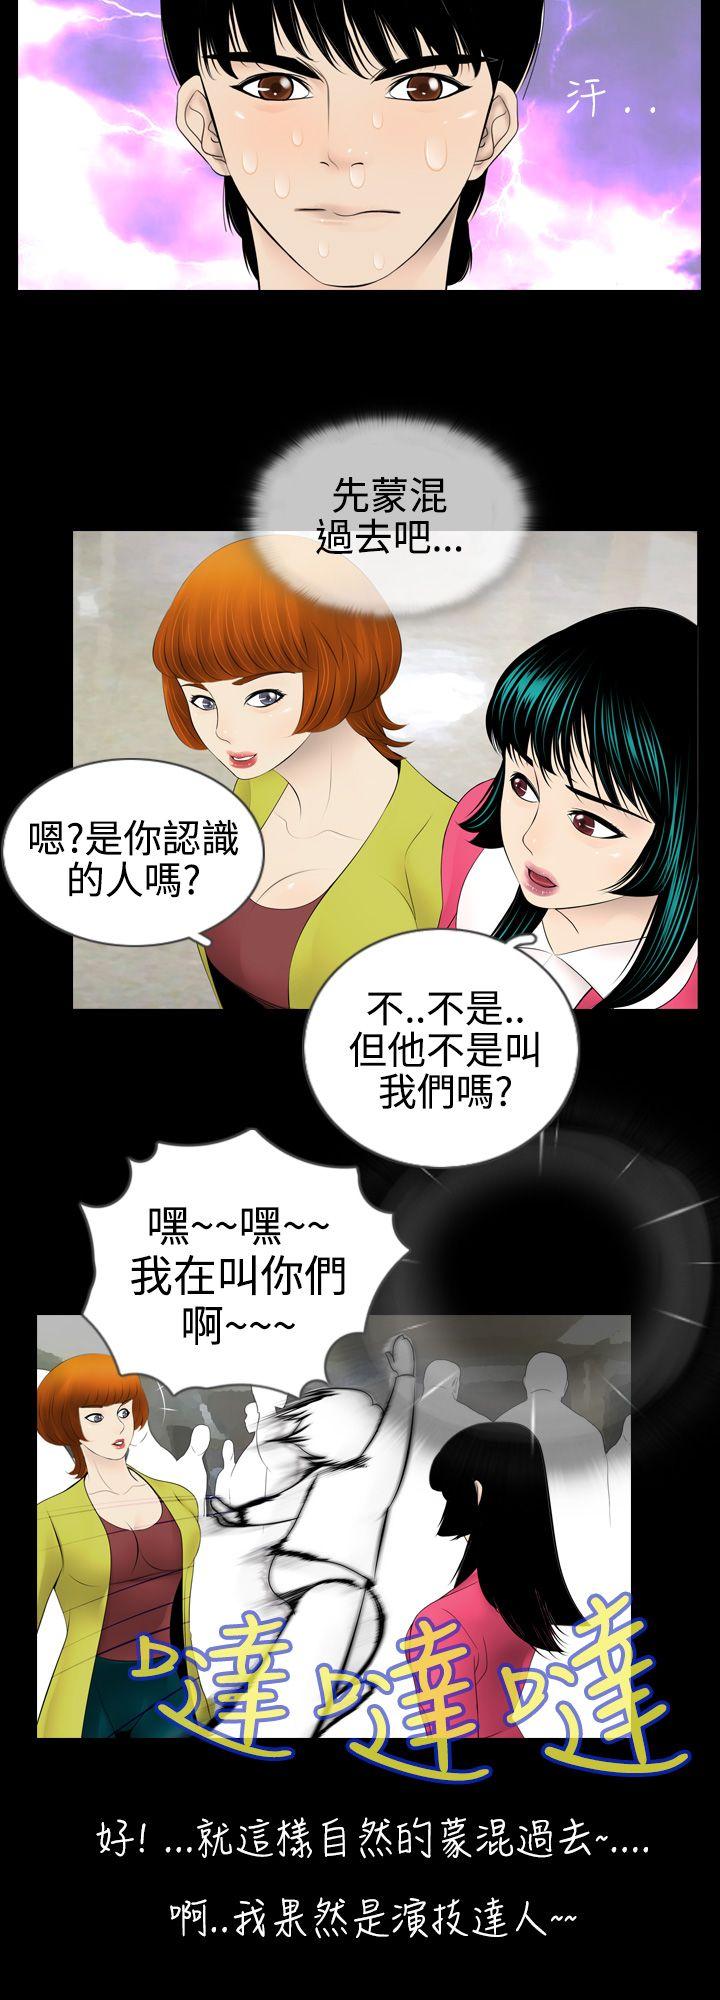 汗..
先蒙混
過去吧...
嗯?是你認識
的人嗎?
不..不是..
但他不是叫
我們嗎?
嘿~~嘿~~
我在叫你們
啊~~~
噠噠噠
好! ...就這樣自然的蒙混過去~....
啊..我果然是演技達人~~